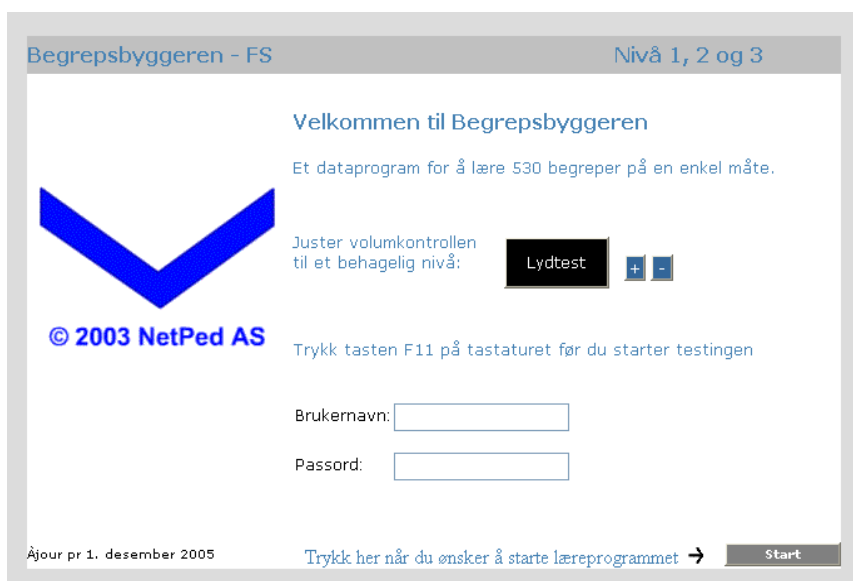 Begrepsbyggeren - FS Nivå 1, 2 og 3
Velkommen til Begrepsbyggeren
Et dataprogram for å lære 530 begreper på en enkel måte.
Juster volumkontrollen
til et behagelig nivå:
Lydtest + -
© 2003 NetPed AS
Trykk tasten F11 på tastaturet før du starter testingen
Brukernavn:
Passord:
Àjour pr 1. desember 2005 Trykk her når du ønsker å starte læreprogrammet → Start